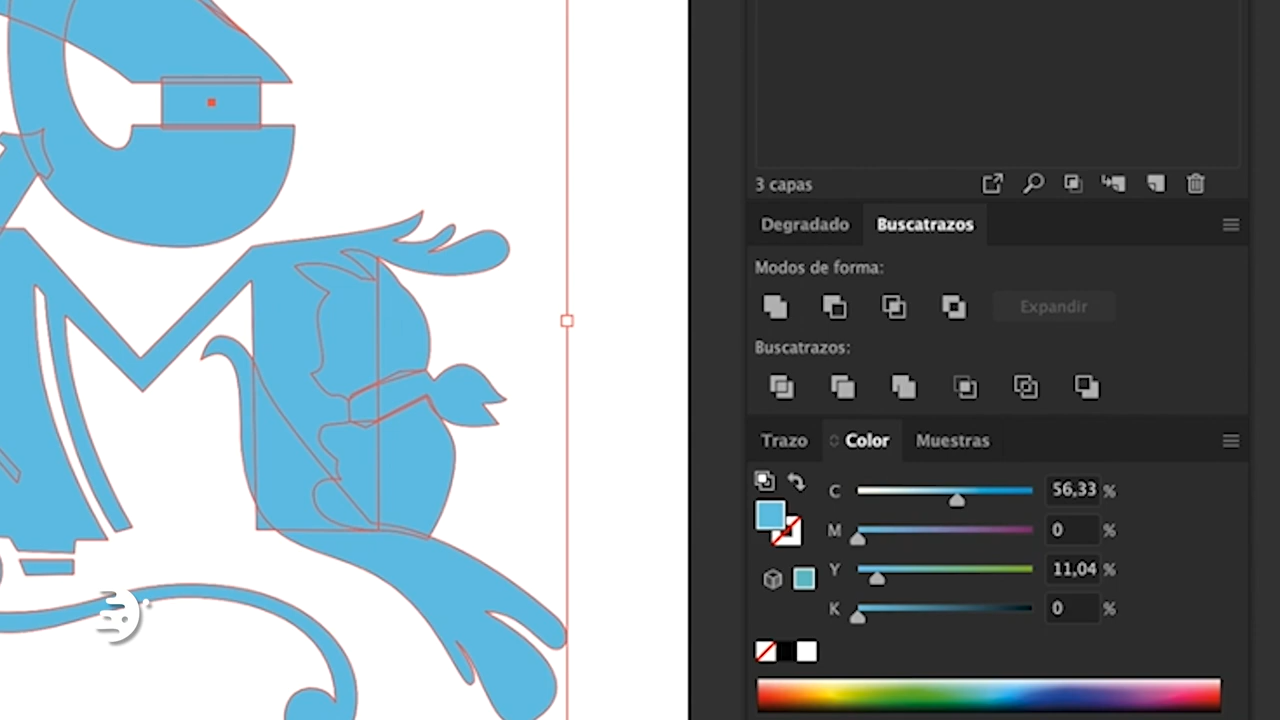 3 capas
Degradado Buscatrazos
Modos de forma:
Expandir
Buscatrazos:
Trazo Color Muestras
C 56,33 %
M 0 %
Y 11,04 %
K 0 %